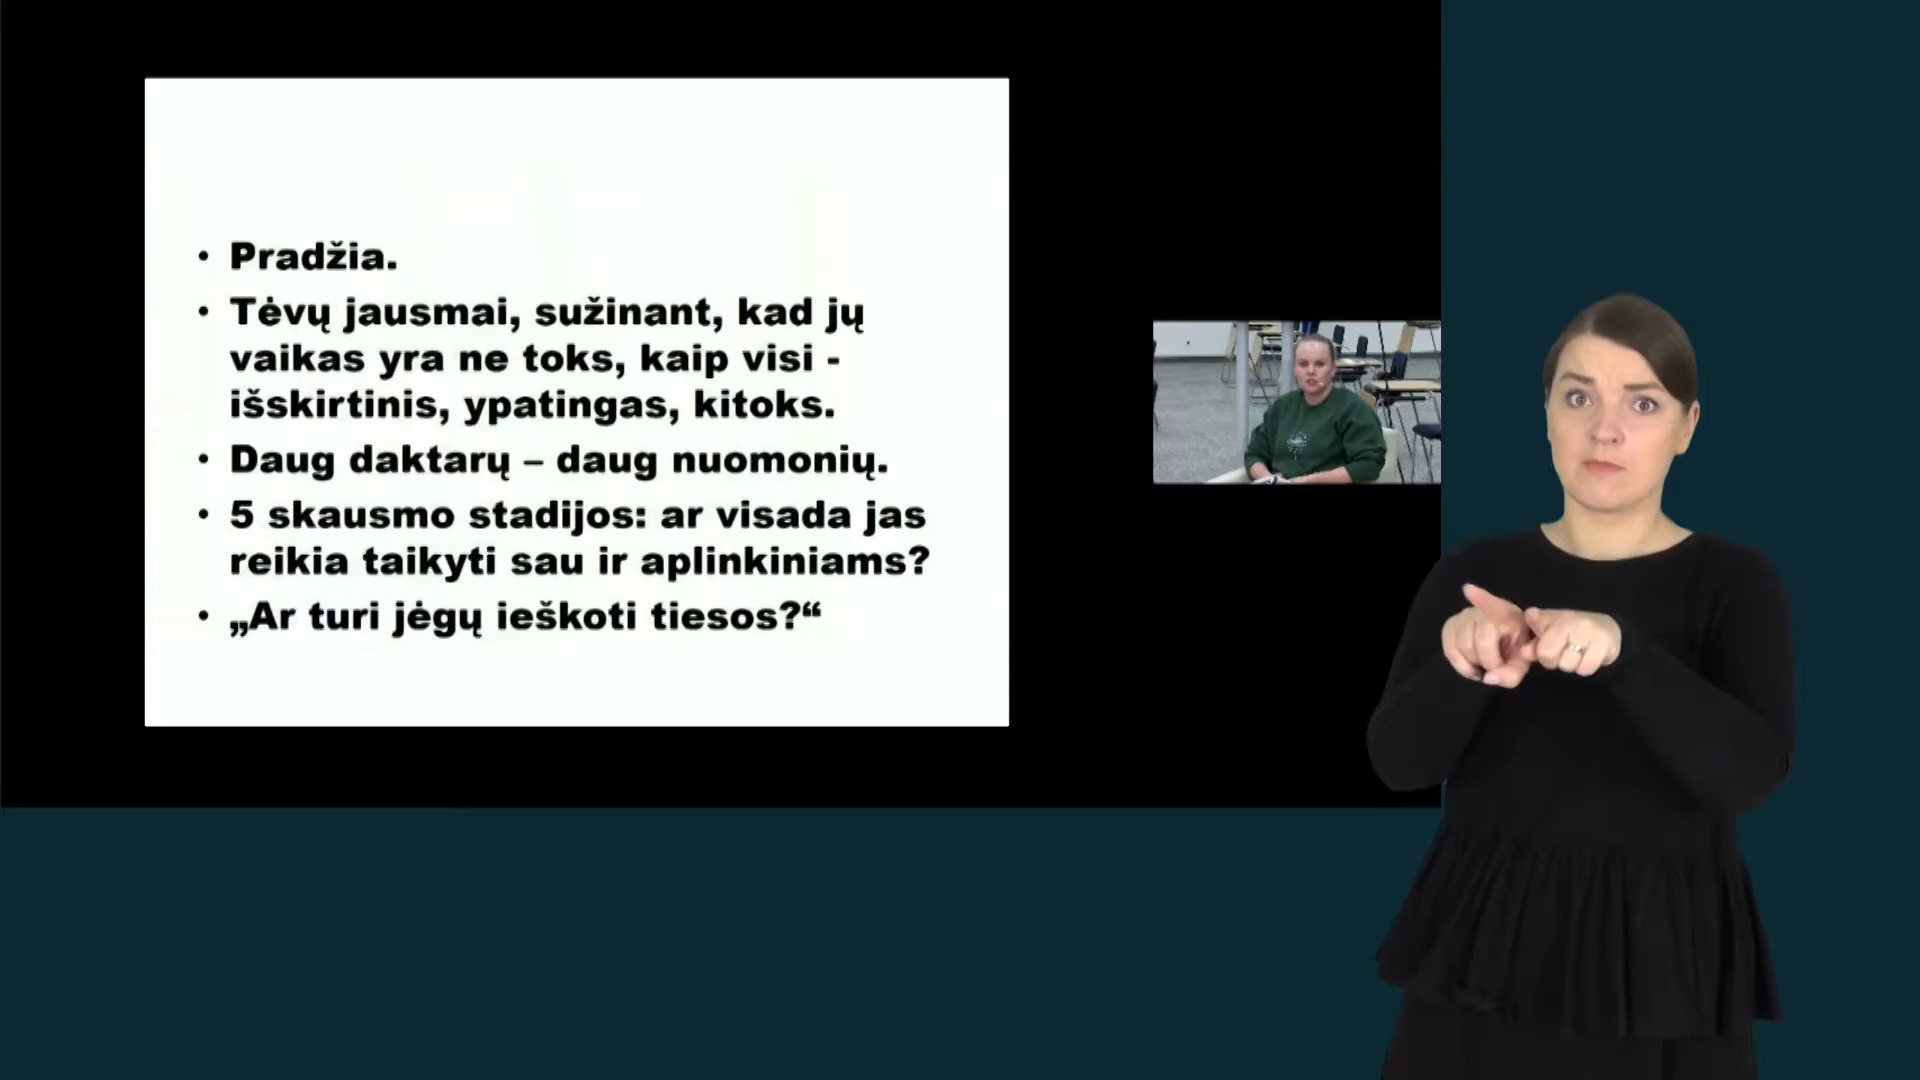 • Pradžia.
• Tėvų jausmai, sužinant, kad jų
vaikas yra ne toks, kaip visi -
išskirtinis, ypatingas, kitoks.
• Daug daktarų – daug nuomonių.
• 5 skausmo stadijos: ar visada jas
reikia taikyti sau ir aplinkiniams?
• „Ar turi jėgų ieškoti tiesos?“